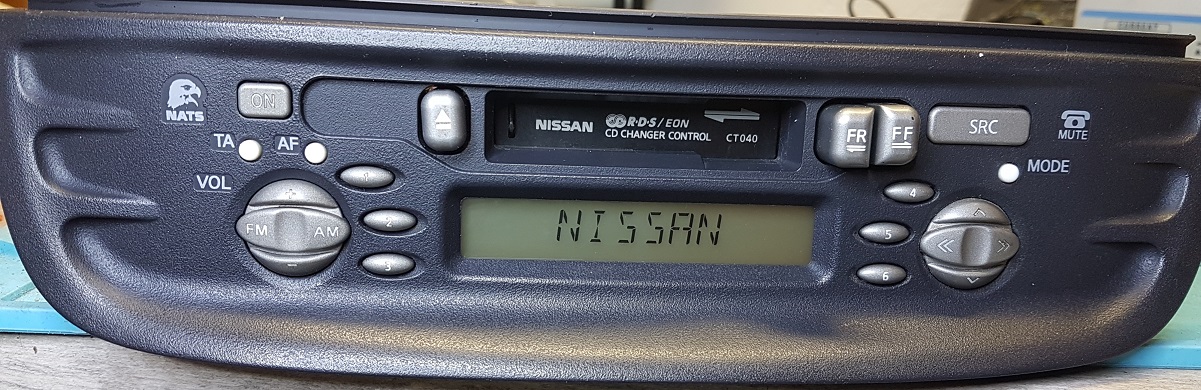 NATS
ON
TA
AF
VOL
+
FM AM
-
1
2
3
NISSAN R·D·S/EON
CD CHANGER CONTROL CT040
NISSAN
FR
FF
SRC
MUTE
MODE
4
5
6